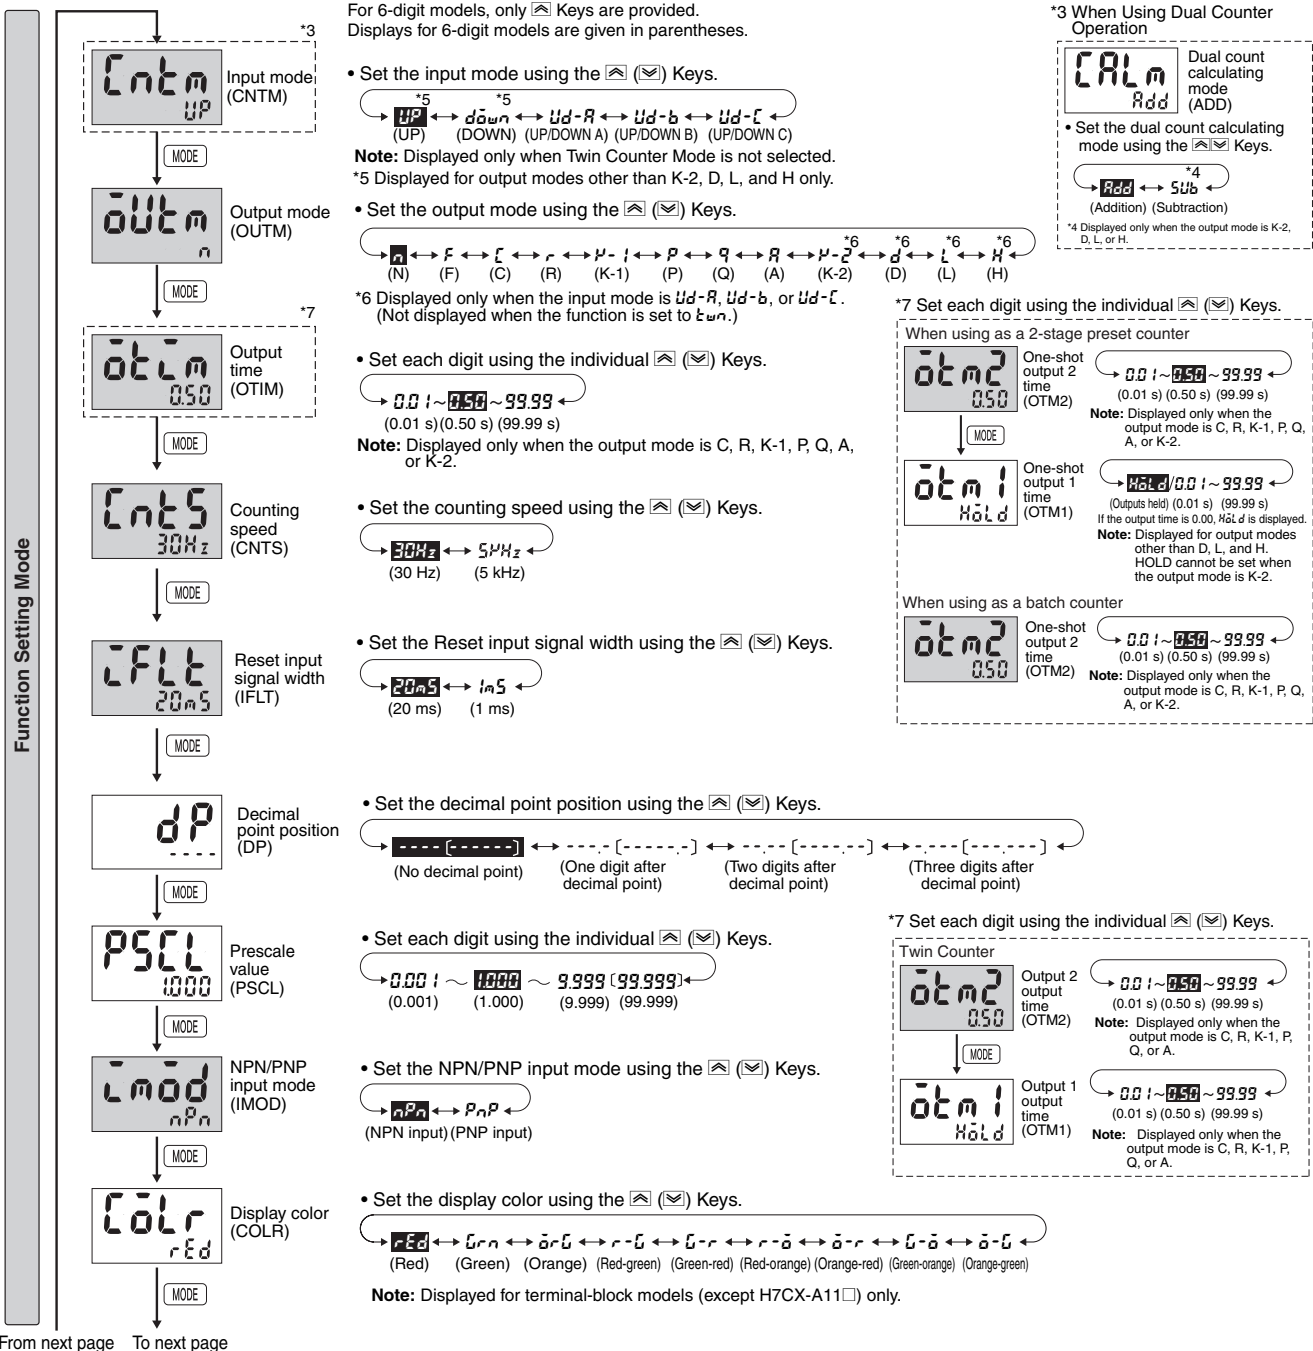 For 6-digit models, only Keys are provided.
Displays for 6-digit models are given in parentheses.
Function Setting Mode
*3
Cntm
UP
Input mode
(CNTM)
• Set the input mode using the ( ) Keys.
*5 *5
UP down Ud-A Ud-b Ud-C
(UP) (DOWN) (UP/DOWN A) (UP/DOWN B) (UP/DOWN C)
Note: Displayed only when Twin Counter Mode is not selected.
*5 Displayed for output modes other than K-2, D, L, and H only.
MODE
*3 When Using Dual Counter
Operation
CALm
Add
Dual count
calculating
mode
(ADD)
• Set the dual count calculating
mode using the Keys.
*4
Add SUb
(Addition) (Subtraction)
*4 Displayed only when the output mode is K-2,
D, L, or H.
oUtm
n
Output mode
(OUTM)
• Set the output mode using the ( ) Keys.
*6 *6 *6 *6
n F C r K-1 P q A K-2 d L H
(N) (F) (C) (R) (K-1) (P) (Q) (A) (K-2) (D) (L) (H)
*6 Displayed only when the input mode is Ud-A, Ud-b, or Ud-C.
(Not displayed when the function is set to twn.)
MODE
*7
otim
0.50
Output
time
(OTIM)
• Set each digit using the individual ( ) Keys.
0.01~0.50~99.99
(0.01 s) (0.50 s) (99.99 s)
Note: Displayed only when the output mode is C, R, K-1, P, Q, A,
or K-2.
MODE
*7 Set each digit using the individual ( ) Keys.
When using as a 2-stage preset counter
otm2
0.50
One-shot
output 2
time
(OTM2)
0.01~0.50~99.99
(0.01 s) (0.50 s) (99.99 s)
Note: Displayed only when the
output mode is C, R, K-1, P, Q,
A, or K-2.
MODE
otm1
HoLd
One-shot
output 1
time
(OTM1)
HoLd/0.01~99.99
(Outputs held) (0.01 s) (99.99 s)
If the output time is 0.00, HoLd is displayed.
Note: Displayed for output modes
other than D, L, and H.
HOLD cannot be set when
the output mode is K-2.
When using as a batch counter
otm2
0.50
One-shot
output 2
time
(OTM2)
0.01~0.50~99.99
(0.01 s) (0.50 s) (99.99 s)
Note: Displayed only when the
output mode is C, R, K-1, P, Q,
A, or K-2.
CntS
30Hz
Counting
speed
(CNTS)
• Set the counting speed using the ( ) Keys.
30Hz 5KHz
(30 Hz) (5 kHz)
MODE
iFLt
20mS
Reset input
signal width
(IFLT)
• Set the Reset input signal width using the ( ) Keys.
20mS 1mS
(20 ms) (1 ms)
MODE
dP
----
Decimal
point position
(DP)
• Set the decimal point position using the ( ) Keys.
----[------] ---.-[-----.-] --.--[----.--] -.---[---.---]
(No decimal point) (One digit after (Two digits after (Three digits after
decimal point) decimal point) decimal point)
MODE
PSCL
1.000
Prescale
value
(PSCL)
• Set each digit using the individual ( ) Keys.
0.001 ~ 1.000 ~ 9.999 [99.999]
(0.001) (1.000) (9.999) (99.999)
MODE
*7 Set each digit using the individual ( ) Keys.
Twin Counter
otm2
0.50
Output 2
output
time
(OTM2)
0.01~0.50~99.99
(0.01 s) (0.50 s) (99.99 s)
Note: Displayed only when the
output mode is C, R, K-1, P,
Q, or A.
MODE
otm1
HoLd
Output 1
output
time
(OTM1)
0.01~0.50~99.99
(0.01 s) (0.50 s) (99.99 s)
Note: Displayed only when the
output mode is C, R, K-1, P,
Q, or A.
imod
nPn
NPN/PNP
input mode
(IMOD)
• Set the NPN/PNP input mode using the ( ) Keys.
nPn PnP
(NPN input) (PNP input)
MODE
CoLr
rEd
Display color
(COLR)
• Set the display color using the ( ) Keys.
rEd Grn orG r-G G-r r-o o-r G-o o-G
(Red) (Green) (Orange) (Red-green) (Green-red) (Red-orange) (Orange-red) (Green-orange) (Orange-green)
Note: Displayed for terminal-block models (except H7CX-A11□) only.
MODE
From next page To next page